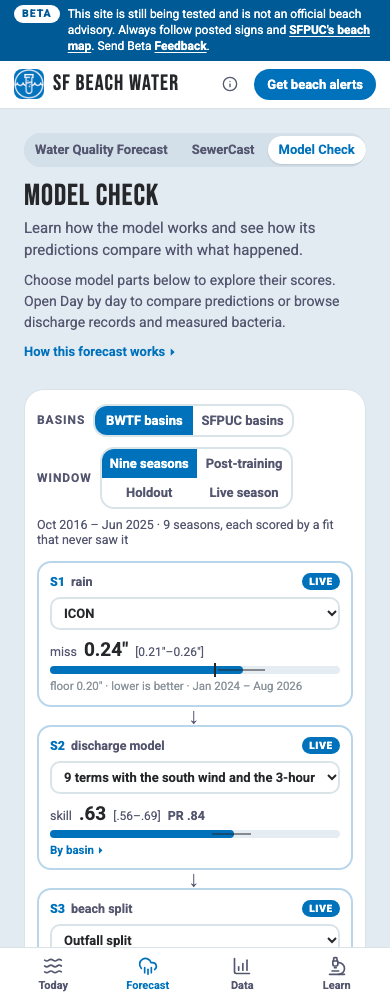 BETA
This site is still being tested and is not an official beach
advisory. Always follow posted signs and SFPUC's beach
map. Send Beta Feedback.
SF BEACH WATER
Get beach alerts
Water Quality Forecast
SewerCast
Model Check
MODEL CHECK
Learn how the model works and see how its
predictions compare with what happened.
Choose model parts below to explore their scores.
Open Day by day to compare predictions or browse
discharge records and measured bacteria.
How this forecast works
BASINS
BWTF basins
SFPUC basins
WINDOW
Nine seasons
Post-training
Holdout
Live season
Oct 2016 – Jun 2025 · 9 seasons, each scored by a fit
that never saw it
S1 rain
LIVE
ICON
miss 0.24" [0.21"–0.26"]
floor 0.20" · lower is better · Jan 2024 – Aug 2026
↓
S2 discharge model
LIVE
9 terms with the south wind and the 3-hour
skill .63 [.56–.69] PR .84
By basin
↓
S3 beach split
LIVE
Outfall split
Today
Forecast
Data
Learn